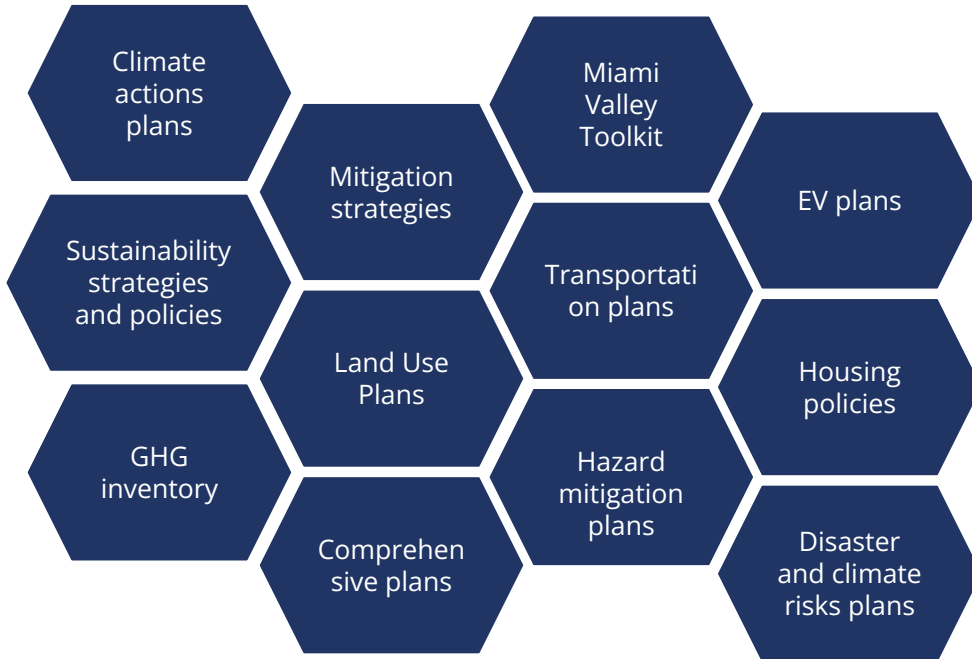 Climate
actions
plans
Sustainability
strategies
and policies
GHG
inventory
Mitigation
strategies
Land Use
Plans
Comprehen
sive plans
Miami
Valley
Toolkit
Transportati
on plans
Hazard
mitigation
plans
EV plans
Housing
policies
Disaster
and climate
risks plans